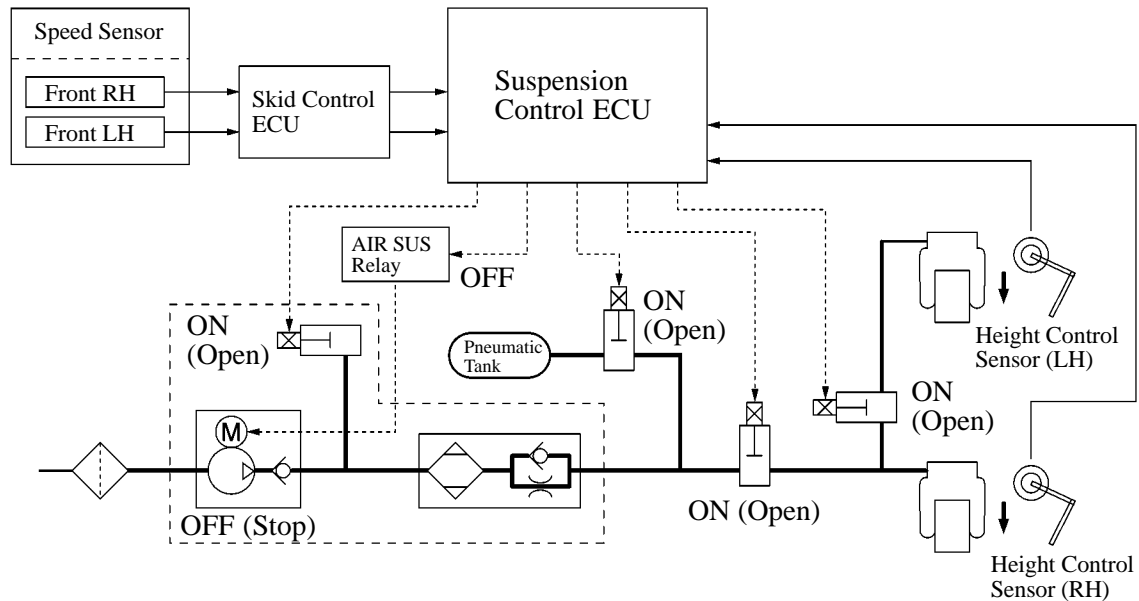 Speed Sensor
Front RH
Front LH
Skid Control
ECU
Suspension
Control ECU
AIR SUS
Relay
OFF
ON
(Open)
ON
(Open)
Pneumatic
Tank
Height Control
Sensor (LH)
ON
(Open)
M
OFF (Stop)
ON (Open)
Height Control
Sensor (RH)